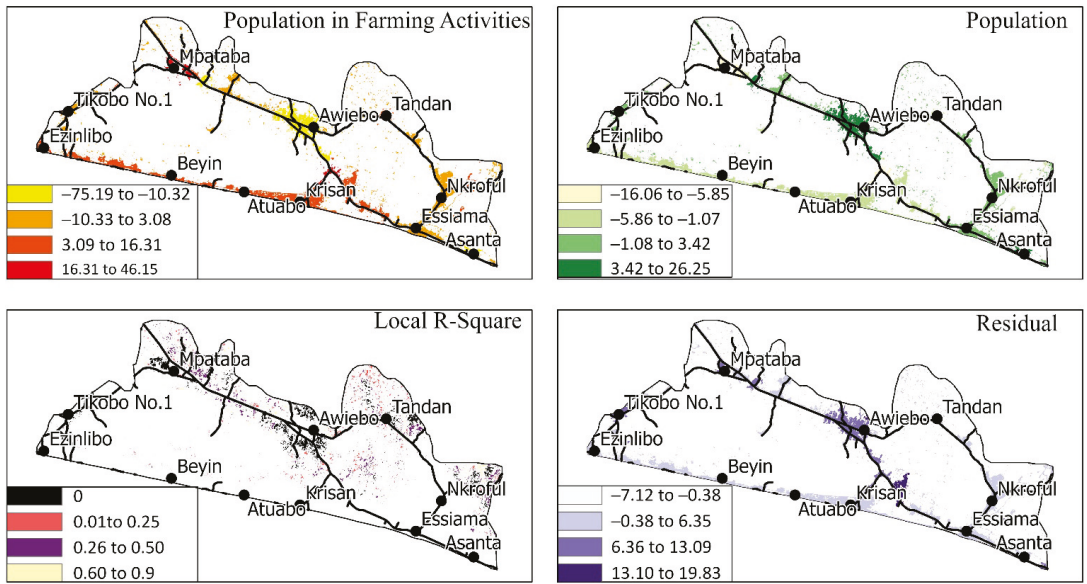 Population in Farming Activities
Mpataba
Tikobo No.1
Awiebo
Tandan
Ezinlibo
Beyin
Krisan
Nkroful
Atuabo
Essiama
Asanta
−75.19 to −10.32
−10.33 to 3.08
3.09 to 16.31
16.31 to 46.15
Population
Mpataba
Tikobo No.1
Awiebo
Tandan
Ezinlibo
Beyin
Krisan
Nkroful
Atuabo
Essiama
Asanta
−16.06 to −5.85
−5.86 to −1.07
−1.08 to 3.42
3.42 to 26.25
Local R-Square
Mpataba
Tikobo No.1
Awiebo
Tandan
Ezinlibo
Beyin
Krisan
Nkroful
Atuabo
Essiama
Asanta
0
0.01to 0.25
0.26 to 0.50
0.60 to 0.9
Residual
Mpataba
Tikobo No.1
Awiebo
Tandan
Ezinlibo
Beyin
Krisan
Nkroful
Atuabo
Essiama
Asanta
−7.12 to −0.38
−0.38 to 6.35
6.36 to 13.09
13.10 to 19.83